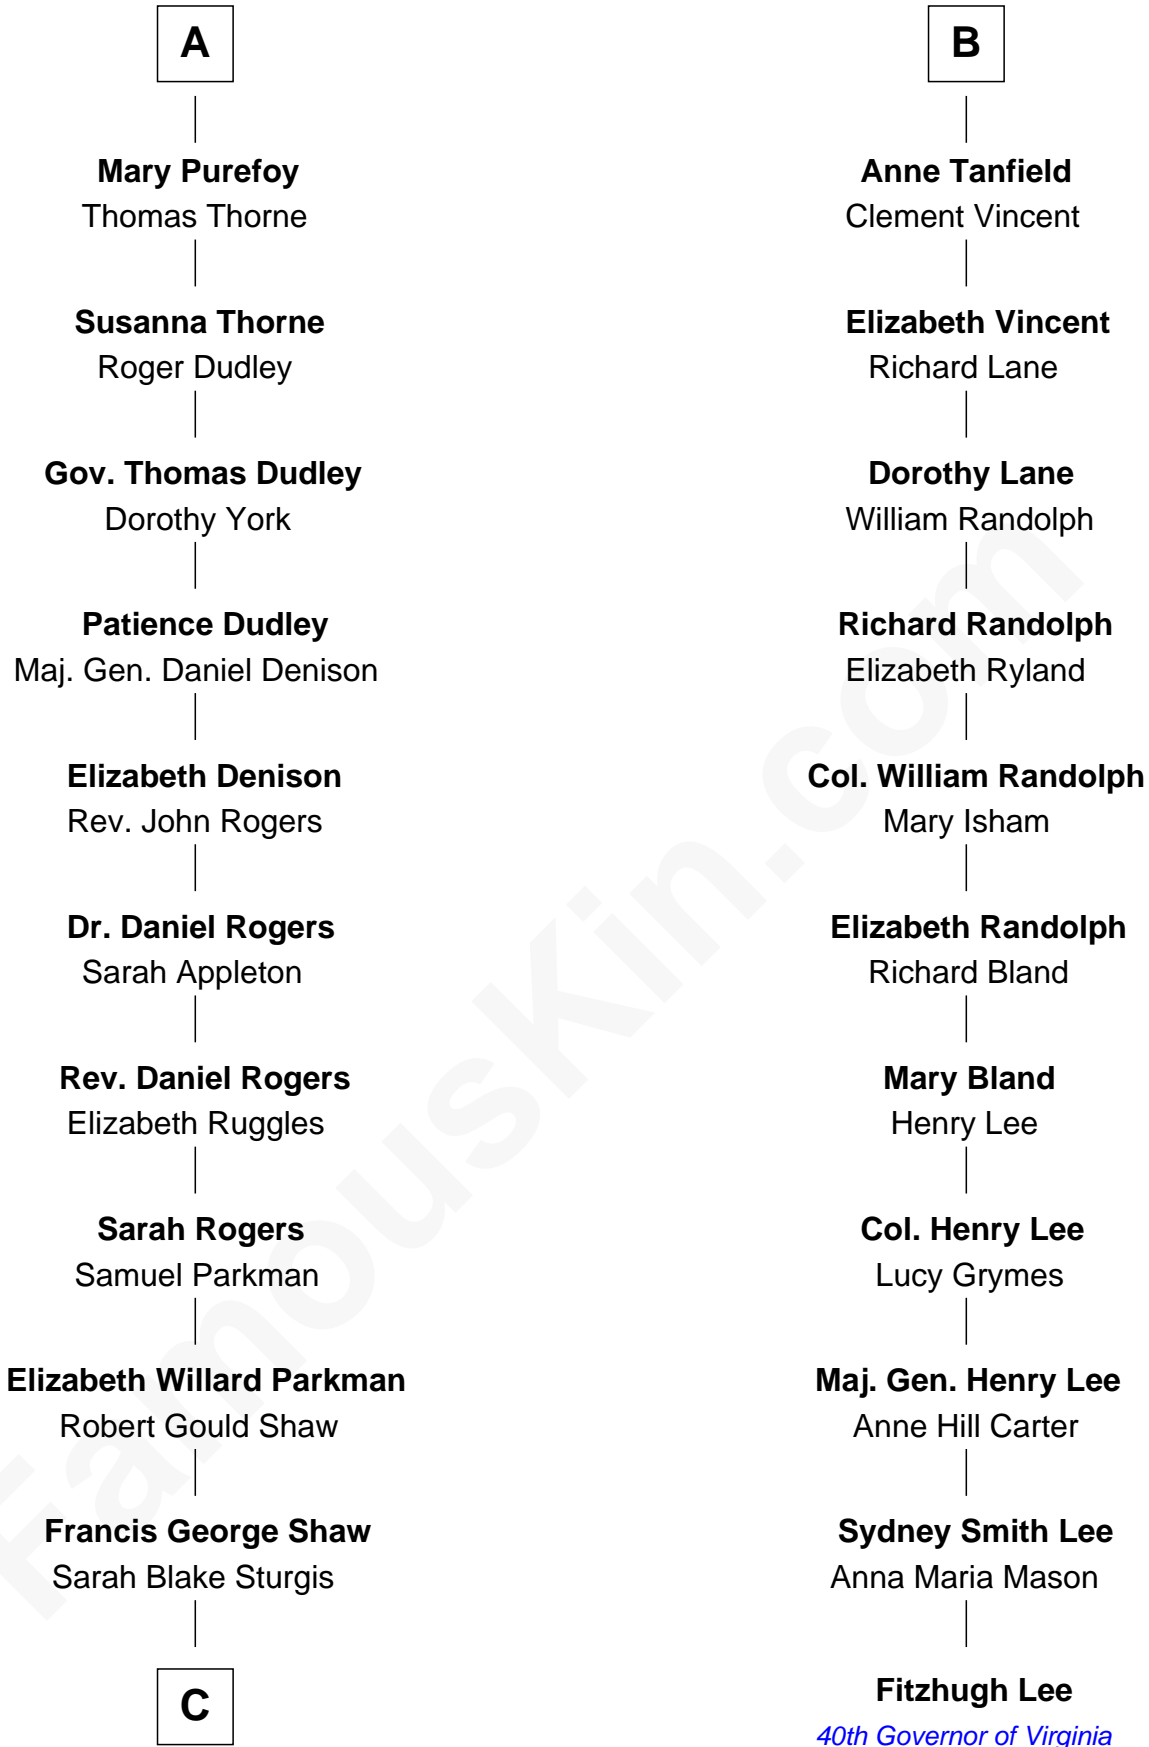 A
Mary Purefoy
Thomas Thorne
Susanna Thorne
Roger Dudley
Gov. Thomas Dudley
Dorothy York
Patience Dudley
Maj. Gen. Daniel Denison
Elizabeth Denison
Rev. John Rogers
Dr. Daniel Rogers
Sarah Appleton
Rev. Daniel Rogers
Elizabeth Ruggles
Sarah Rogers
Samuel Parkman
Elizabeth Willard Parkman
Robert Gould Shaw
Francis George Shaw
Sarah Blake Sturgis
C
B
Anne Tanfield
Clement Vincent
Elizabeth Vincent
Richard Lane
Dorothy Lane
William Randolph
Richard Randolph
Elizabeth Ryland
Col. William Randolph
Mary Isham
Elizabeth Randolph
Richard Bland
Mary Bland
Henry Lee
Col. Henry Lee
Lucy Grymes
Maj. Gen. Henry Lee
Anne Hill Carter
Sydney Smith Lee
Anna Maria Mason
Fitzhugh Lee
40th Governor of Virginia
FamousKin.com